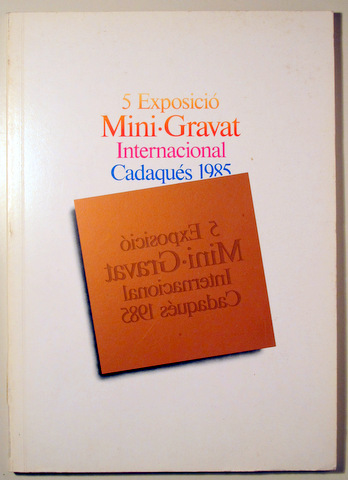 5 Exposició
Mini·Gravat
Internacional
Cadaqués 1985
5 Exposició
Mini·Gravat
Internacional
Cadaqués 1985